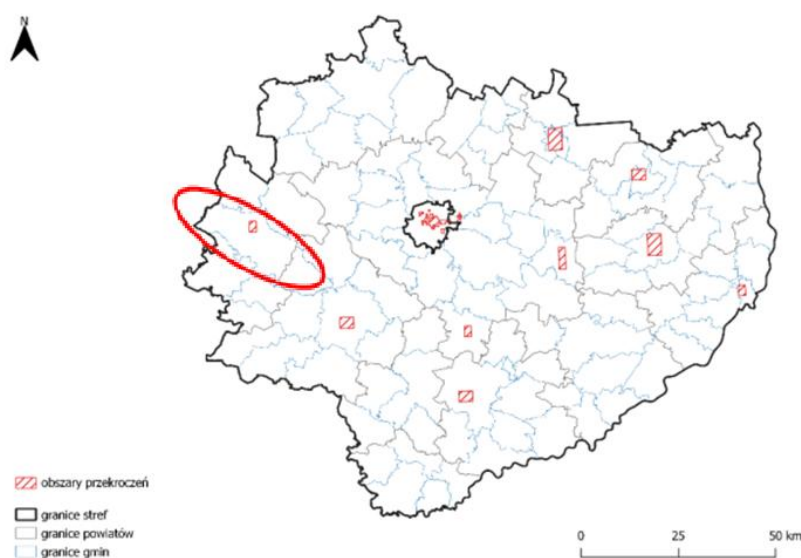 N
obszary przekroczeń
granice stref
granice powiatów
granice gmin
0 25 50 km